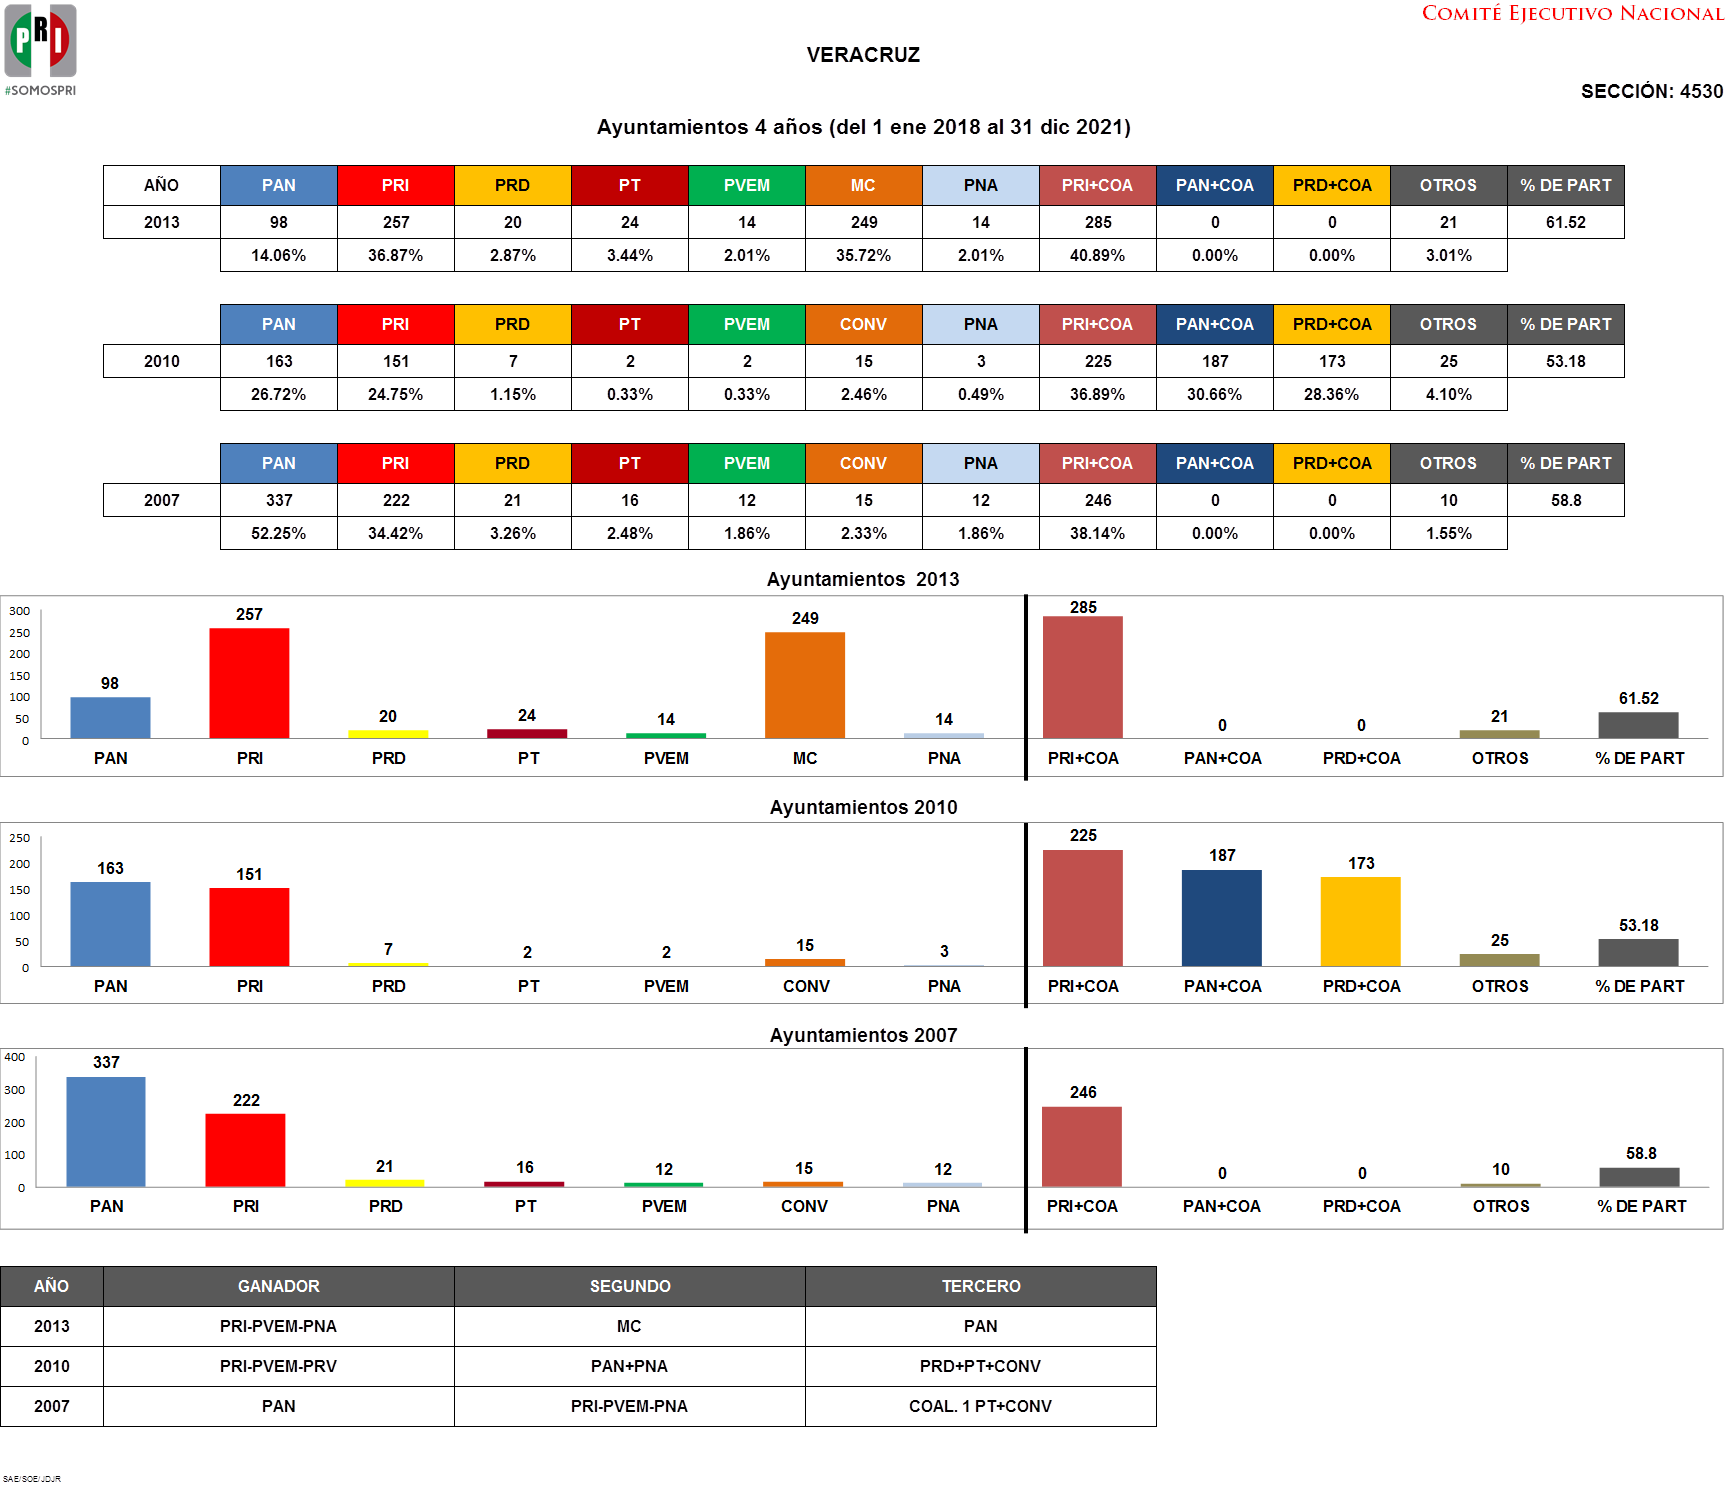 PRI
#SOMOSPRI
COMITÉ EJECUTIVO NACIONAL
VERACRUZ
SECCIÓN: 4530
Ayuntamientos 4 años (del 1 ene 2018 al 31 dic 2021)
AÑO PAN PRI PRD PT PVEM MC PNA PRI+COA PAN+COA PRD+COA OTROS % DE PART
2013 98 257 20 24 14 249 14 285 0 0 21 61.52
14.06% 36.87% 2.87% 3.44% 2.01% 35.72% 2.01% 40.89% 0.00% 0.00% 3.01%
PAN PRI PRD PT PVEM CONV PNA PRI+COA PAN+COA PRD+COA OTROS % DE PART
2010 163 151 7 2 2 15 3 225 187 173 25 53.18
26.72% 24.75% 1.15% 0.33% 0.33% 2.46% 0.49% 36.89% 30.66% 28.36% 4.10%
PAN PRI PRD PT PVEM CONV PNA PRI+COA PAN+COA PRD+COA OTROS % DE PART
2007 337 222 21 16 12 15 12 246 0 0 10 58.8
52.25% 34.42% 3.26% 2.48% 1.86% 2.33% 1.86% 38.14% 0.00% 0.00% 1.55%
Ayuntamientos 2013
300
250
200
150
100
50
0
98 257 20 24 14 249 14 285 0 0 21 61.52
PAN PRI PRD PT PVEM MC PNA PRI+COA PAN+COA PRD+COA OTROS % DE PART
Ayuntamientos 2010
250
200
150
100
50
0
163 151 7 2 2 15 3 225 187 173 25 53.18
PAN PRI PRD PT PVEM CONV PNA PRI+COA PAN+COA PRD+COA OTROS % DE PART
Ayuntamientos 2007
400
300
200
100
0
337 222 21 16 12 15 12 246 0 0 10 58.8
PAN PRI PRD PT PVEM CONV PNA PRI+COA PAN+COA PRD+COA OTROS % DE PART
AÑO GANADOR SEGUNDO TERCERO
2013 PRI-PVEM-PNA MC PAN
2010 PRI-PVEM-PRV PAN+PNA PRD+PT+CONV
2007 PAN PRI-PVEM-PNA COAL. 1 PT+CONV
SAE/SOE/JDJR